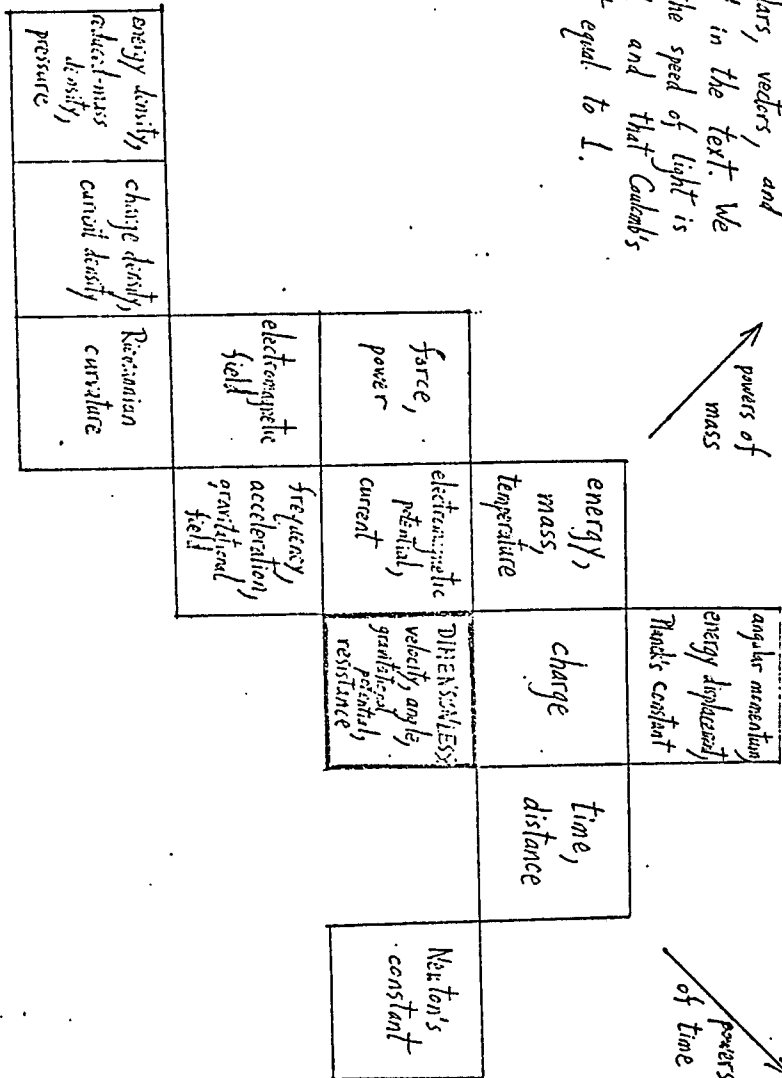 lars, vectors, and
in the text. We
the speed of light is
and that Coulomb's
equal to 1.
powers of
mass
powers
of time
angular momentum,
energy displacement,
Planck's constant
energy,
mass,
temperature
charge
time,
distance
force,
power
electromagnetic
potential,
current
DIMENSIONLESS:
velocity, angle,
gravitational
potential,
resistance
Newton's
constant
electromagnetic
field
frequency,
acceleration,
gravitational
field
energy density,
reduced-mass
density,
pressure
charge density,
current density
Riemannian
curvature